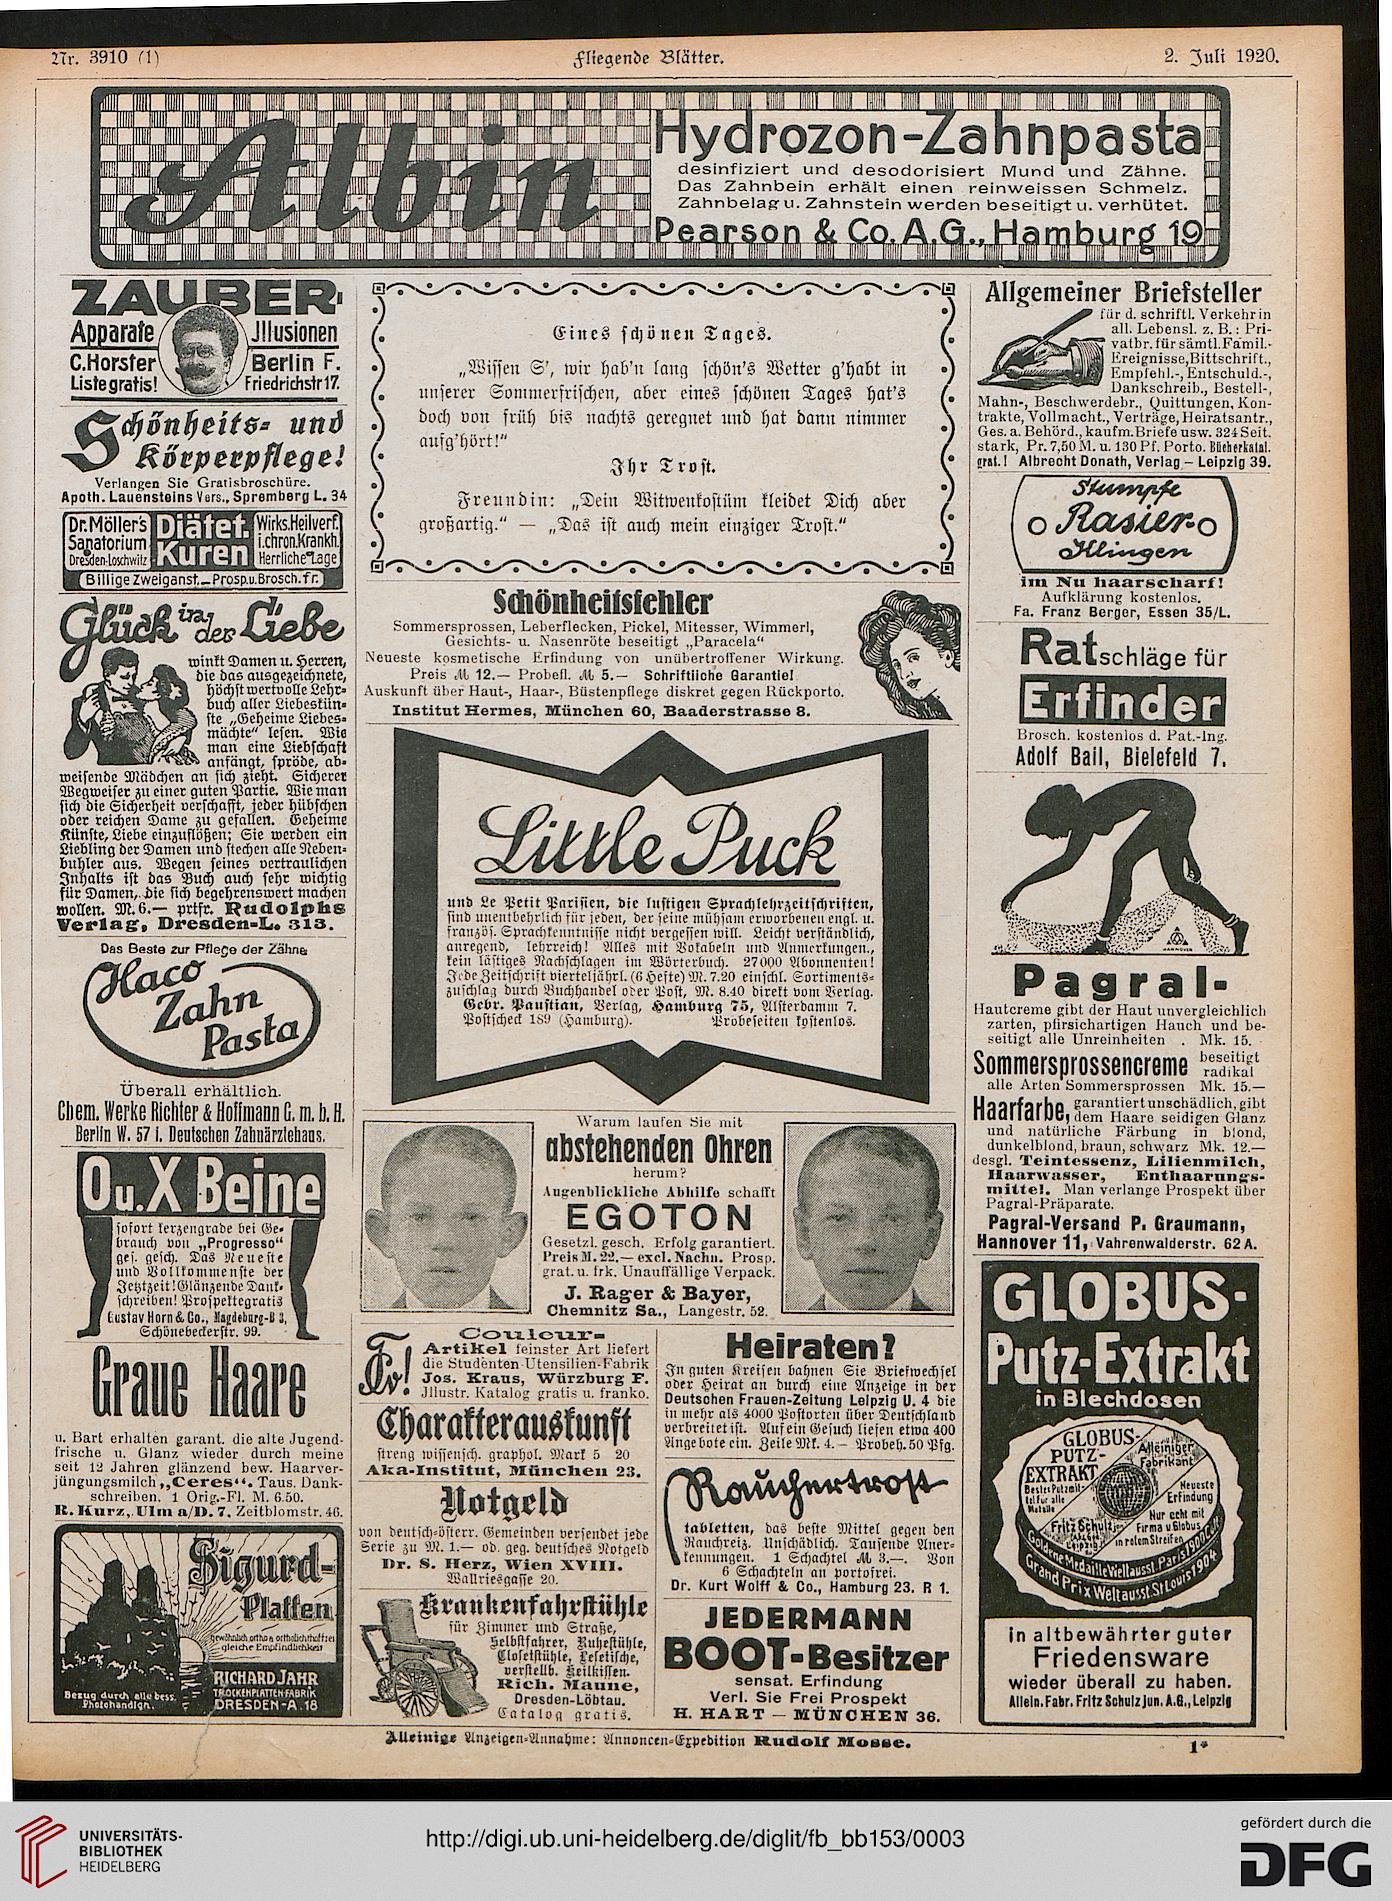 Nr. 3910 (1)
Fliegende Blätter.
2. Juli 1920.
Albin
Hydrozon-Zahnpasta
desinfiziert und desodorisiert Mund und Zähne.
Das Zahnbein erhält einen reinweissen Schmelz.
Zahnbelag u. Zahnstein werden beseitigt u. verhütet.
Pearson & Co. A.G., Hamburg 19
ZAUBER-
Apparate Jllusionen
C. Horster Berlin F.
Liste gratis! Friedrichstr 17.
Schönheits- und
Körperpflege!
Verlangen Sie Gratisbroschüre.
Apoth. Lauensteins Vers., Spremberg L. 34
Dr. Möller's
Sanatorium
Dresden-Loschwitz
Diätet.
Kuren
Wirks. Heilverf.
i. chron. Krankh.
Herrliche Lage
Billige Zweiganst. Prosp. u. Brosch. fr.
Glück in der Liebe
winkt Damen u. Herren,
die das ausgezeichnete,
höchst wertvolle Lehr-
buch aller Liebeskün-
ste „Geheime Liebes-
mächte“ lesen. Wie
man eine Liebschaft
anfängt, spröde, ab-
weisende Mädchen an sich zieht. Sicherer
Wegweiser zu einer guten Partie. Wie man
sich die Sicherheit verschafft, jeder hübschen
oder reichen Dame zu gefallen. Geheime
Künste, Liebe einzuflößen; Sie werden ein
Liebling der Damen und stechen alle Neben-
buhler aus. Wegen seines vertraulichen
Inhalts ist das Buch auch sehr wichtig
für Damen, die sich begehrenswert machen
wollen. M. 6.— prtfr. Rudolphs
Verlag, Dresden-L. 313.
Das Beste zur Pflege der Zähne
Haco
Zahn
Pasta
Überall erhältlich.
Chem. Werke Richter & Hoffmann G. m. b. H.
Berlin W. 57 i. Deutschen Zahnärztehaus.
O u. X Beine
sofort kerzengrade bei Ge-
brauch von „Progresso“
ges. gesch. Das Neueste
und Vollkommenste der
Jetztzeit! Glänzende Dank-
schreiben! Prospekte gratis
Gustav Horn & Co., Magdeburg-B 3,
Schönebeckerstr. 99.
Graue Haare
u. Bart erhalten garant. die alte Jugend-
frische u. Glanz wieder durch meine
seit 12 Jahren glänzend bew. Haarver-
jüngungsmilch „Ceres“. Taus. Dank-
schreiben. 1 Orig.-Fl. M. 6.50.
R. Kurz, Ulm a/D. 7. Zeitblomstr. 46.
Sigurd-
Platten
gewöhnlich, ortho u. ortholichthoffrei
gleiche Empfindlichkeit
RICHARD JAHR
TROCKENPLATTENFABRIK
DRESDEN-A. 18
Bezug durch alle bess.
Photohandlgn.
Eines schönen Tages.
„Wissen S', wir hab'n lang schön's Wetter g'habt in
unserer Sommerfrischen, aber eines schönen Tages hat's
doch von früh bis nachts geregnet und hat dann nimmer
aufg'hört!“
Ihr Trost.
Freundin: „Dein Witwenkostüm kleidet Dich aber
großartig.“ — „Das ist auch mein einziger Trost.“
Schönheitsfehler
Sommersprossen, Leberflecken, Pickel, Mitesser, Wimmerl,
Gesichts- u. Nasenröte beseitigt „Paracela“
Neueste kosmetische Erfindung von unübertroffener Wirkung.
Preis M 12.— Probefl. M 5.— Schriftliche Garantie!
Auskunft über Haut-, Haar-, Büstenpflege diskret gegen Rückporto.
Institut Hermes, München 60, Baaderstrasse 8.
Little Puck
und Le Petit Parisien, die lustigen Sprachlehrzeitschriften,
sind unentbehrlich für jeden, der seine mühsam erworbenen engl. u.
französ. Sprachkenntnisse nicht vergessen will. Leicht verständlich,
anregend, lehrreich! Alles mit Vokabeln und Anmerkungen.,
kein lästiges Nachschlagen im Wörterbuch. 27000 Abonnenten!
Jede Zeitschrift vierteljährl. (6 Hefte) M. 7.20 einschl. Sortiments-
zuschlag durch Buchhandel oder Post, M. 8.40 direkt vom Verlag.
Gebr. Paustian, Verlag, Hamburg 75, Alsterdamm 7.
Postscheck 189 (Hamburg). Probeseiten kostenlos.
Warum laufen Sie mit
abstehenden Ohren
herum?
Augenblickliche Abhilfe schafft
EGOTON
Gesetzl. gesch. Erfolg garantiert.
Preis M. 22.— excl. Nachn. Prosp.
grat. u. frk. Unauffällige Verpack.
J. Rager & Bayer,
Chemnitz Sa., Langestr. 52.
Couleur-
Artikel feinster Art liefert
die Studenten-Utensilien-Fabrik
Jos. Kraus, Würzburg F.
Jllustr. Katalog gratis u. franko.
Charakterauskunft
streng wissensch. graphol. Mark 5 20
Aka-Institut, München 23.
Notgeld
von deutsch-österr. Gemeinden versendet jede
Serie zu M. 1.— od. geg. deutsches Notgeld
Dr. S. Herz, Wien XVIII.
Wallriesgasse 20.
Krankenfahrstühle
für Zimmer und Straße,
Selbstfahrer, Ruhestühle,
Closetstühle, Lesetische,
verstellb. Keilkissen.
Rich. Maune,
Dresden-Löbtau.
Catalog gratis.
Heiraten?
In guten Kreisen bahnen Sie Briefwechsel
oder Heirat an durch eine Anzeige in der
Deutschen Frauen-Zeitung Leipzig U. 4 die
in mehr als 4000 Postorten über Deutschland
verbreitet ist. Auf ein Gesuch liefen etwa 400
Angebote ein. Zeile Mk. 4.— Probeh. 50 Pfg.
Rauchertrost
tabletten, das beste Mittel gegen den
Rauchreiz. Unschädlich. Tausende Aner-
kennungen. 1 Schachtel M 3.—. Von
6 Schachteln an portofrei.
Dr. Kurt Wolff & Co., Hamburg 23. R 1.
JEDERMANN
BOOT-Besitzer
sensat. Erfindung
Verl. Sie Frei Prospekt
H. HART — MÜNCHEN 36.
Allgemeiner Briefsteller
für d. schriftl. Verkehr in
all. Lebensl. z. B.: Pri-
vatbr. für sämtl. Famil.-
Ereignisse, Bittschrift.,
Empfehl.-, Entschuld.-,
Dankschreib., Bestell-,
Mahn-, Beschwerdebr., Quittungen, Kon-
trakte, Vollmacht., Verträge, Heiratsantr.,
Ges. a. Behörd., kaufm. Briefe usw. 324 Seit.
stark, Pr. 7,50 M. u. 130 Pf. Porto. Bücherkatal.
grat.! Albrecht Donath, Verlag – Leipzig 39.
Stumpfe
Rasier-
Klingen
im Nu haarscharf!
Aufklärung kostenlos.
Fa. Franz Berger, Essen 35/L.
Ratschläge für
Erfinder
Brosch. kostenlos d. Pat.-Ing.
Adolf Bail, Bielefeld 7.
HANNOVER
Pagral-
Hautcreme gibt der Haut unvergleichlich
zarten, pfirsichartigen Hauch und be-
seitigt alle Unreinheiten . Mk. 15.
Sommersprossencreme beseitigt radikal
alle Arten Sommersprossen Mk. 15.—
Haarfarbe, garantiert unschädlich, gibt
dem Haare seidigen Glanz
und natürliche Färbung in blond,
dunkelblond, braun, schwarz Mk. 12.—
desgl. Teintessenz, Lilienmilch,
Haarwasser, Enthaarungs-
mittel. Man verlange Prospekt über
Pagral-Präparate.
Pagral-Versand P. Graumann,
Hannover 11, Vahrenwalderstr. 62 A.
GLOBUS-
Putz-Extrakt
in Blechdosen
GLOBUS-
PUTZ-
EXTRAKT
Bestes Putzmit-
tel für alle
Metalle
Alleiniger
Fabrikant
Neueste
Erfindung
Nur echt mit
Firma u. Globus
in rotem Streifen
Fritz Schulz jun.
Leipzig
Goldene Medaille Weltausst. Paris 1900
Grand Prix Weltausst. St. Louis 1904
in altbewährter guter
Friedensware
wieder überall zu haben.
Allein. Fabr. Fritz Schulz jun. A.G., Leipzig
Alleinige Anzeigen-Annahme: Annoncen-Expedition Rudolf Mosse.
1*
UNIVERSITÄTS-
BIBLIOTHEK
HEIDELBERG
http://digi.ub.uni-heidelberg.de/diglit/fb_bb153/0003
gefördert durch die
DFG